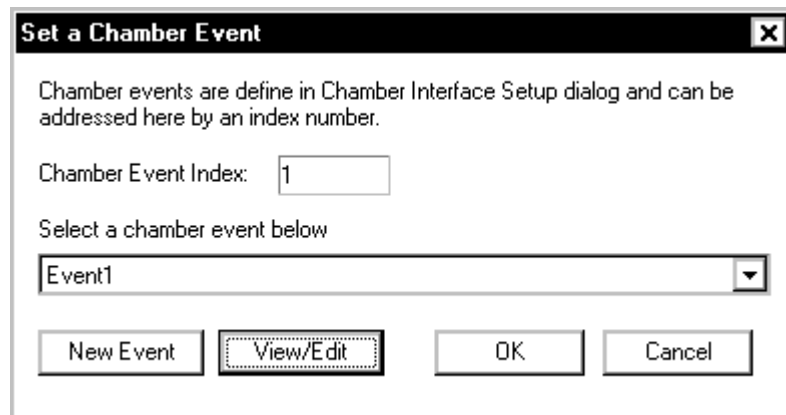 Set a Chamber Event
Chamber events are define in Chamber Interface Setup dialog and can be
addressed here by an index number.
Chamber Event Index: 1
Select a chamber event below
Event1
New Event View/Edit OK Cancel